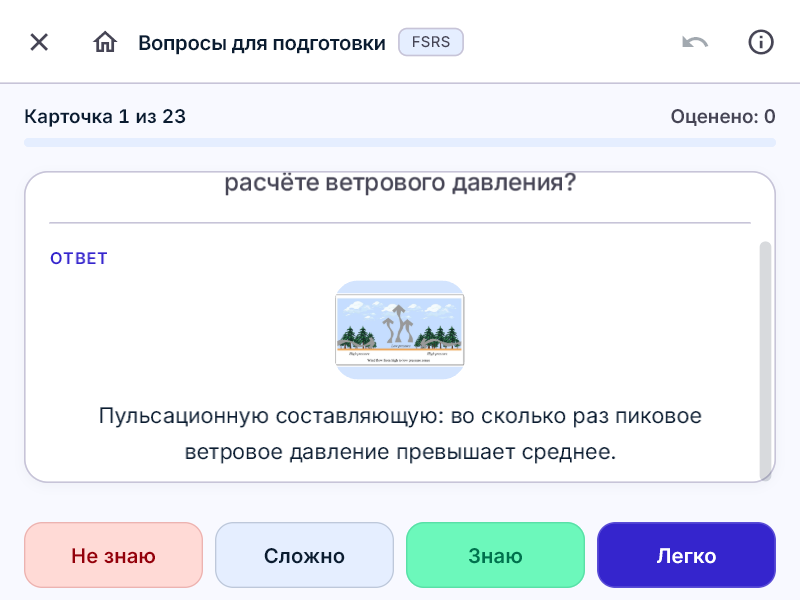 Вопросы для подготовки
FSRS
Карточка 1 из 23
Оценено: 0
расчёте ветрового давления?
ОТВЕТ
Пульсационную составляющую: во сколько раз пиковое
ветровое давление превышает среднее.
Не знаю
Сложно
Знаю
Легко